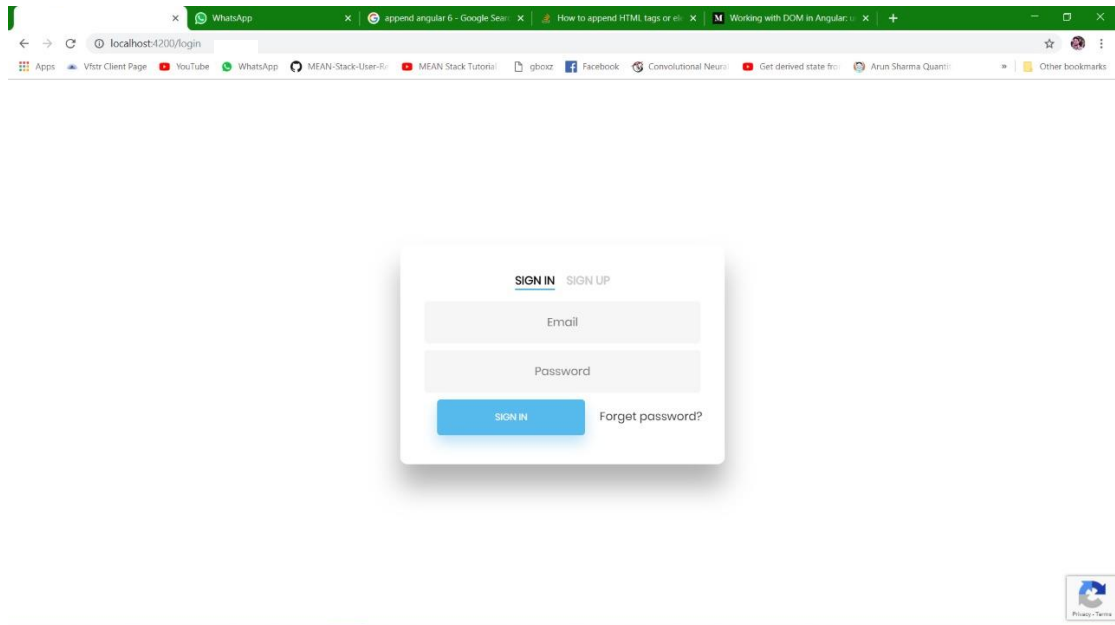 WhatsApp
append angular 6 - Google Sear
How to append HTML tags or ele
Working with DOM in Angular: u
localhost:4200/login
Apps
Vfstr Client Page
YouTube
WhatsApp
MEAN-Stack-User-Re
MEAN Stack Tutorial
gboxz
Facebook
Convolutional Neura
Get derived state fro
Arun Sharma Quantit
»
Other bookmarks
SIGN IN SIGN UP
Email
Password
SIGN IN
Forget password?
Privacy - Terms